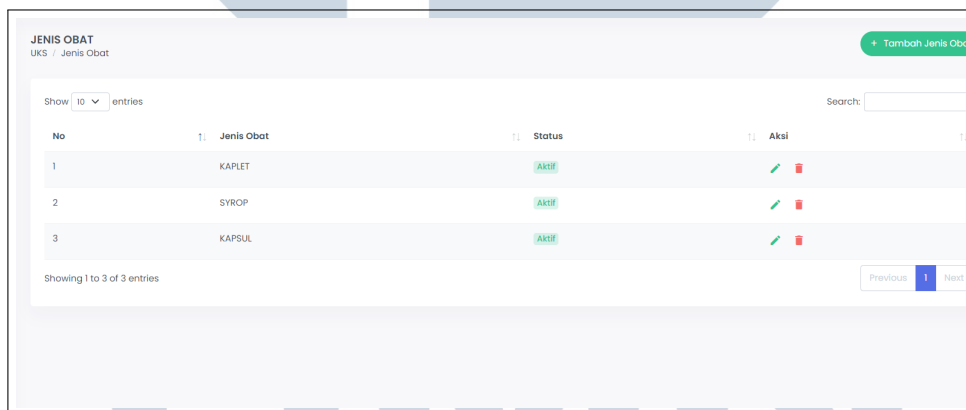 JENIS OBAT
UKS / Jenis Obat
+ Tambah Jenis
Show 10 entries
Search:
No Jenis Obat Status Aksi
1 KAPLET Aktif
2 SYROP Aktif
3 KAPSUL Aktif
Showing 1 to 3 of 3 entries
Previous 1 Next